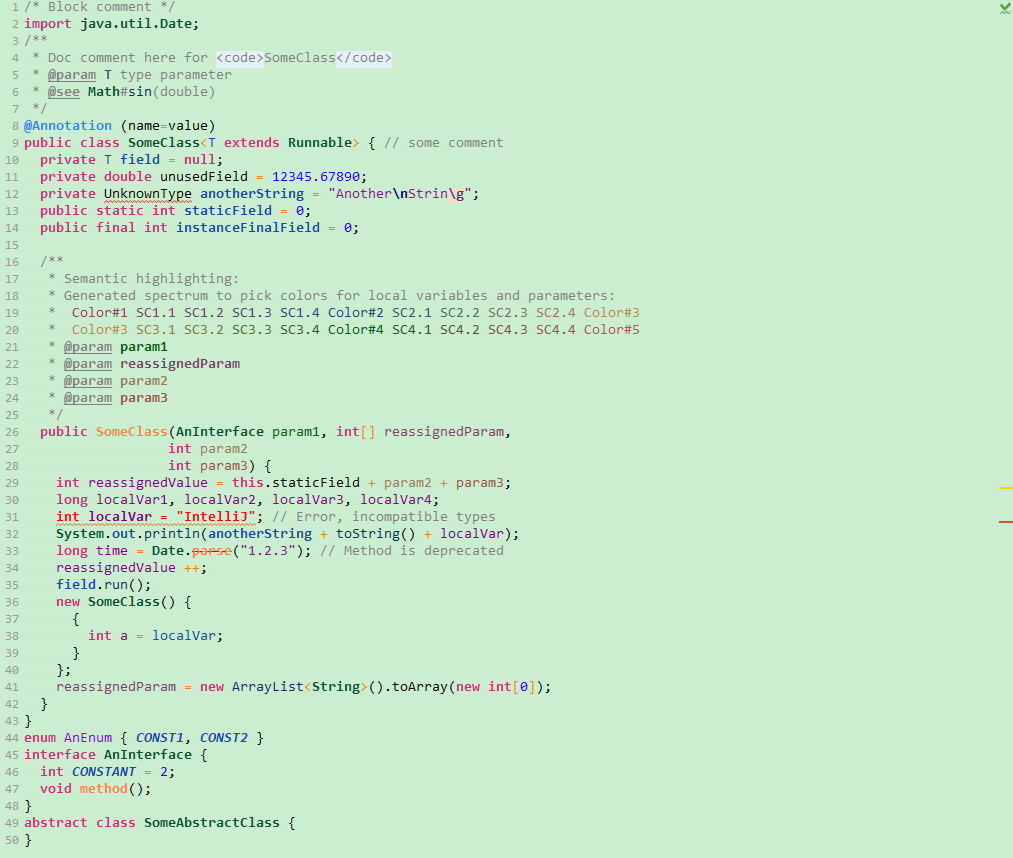 1 /* Block comment */
2 import java.util.Date;
3 /**
4  * Doc comment here for <code>SomeClass</code>
5  * @param T type parameter
6  * @see Math#sin(double)
7  */
8 @Annotation (name=value)
9 public class SomeClass<T extends Runnable> { // some comment
10   private T field = null;
11   private double unusedField = 12345.67890;
12   private UnknownType anotherString = "Another\nStrin\g";
13   public static int staticField = 0;
14   public final int instanceFinalField = 0;
15
16   /**
17    * Semantic highlighting:
18    * Generated spectrum to pick colors for local variables and parameters:
19    *  Color#1 SC1.1 SC1.2 SC1.3 SC1.4 Color#2 SC2.1 SC2.2 SC2.3 SC2.4 Color#3
20    *  Color#3 SC3.1 SC3.2 SC3.3 SC3.4 Color#4 SC4.1 SC4.2 SC4.3 SC4.4 Color#5
21    * @param param1
22    * @param reassignedParam
23    * @param param2
24    * @param param3
25    */
26   public SomeClass(AnInterface param1, int[] reassignedParam,
27                   int param2
28                   int param3) {
29     int reassignedValue = this.staticField + param2 + param3;
30     long localVar1, localVar2, localVar3, localVar4;
31     int localVar = "IntelliJ"; // Error, incompatible types
32     System.out.println(anotherString + toString() + localVar);
33     long time = Date.parse("1.2.3"); // Method is deprecated
34     reassignedValue ++;
35     field.run();
36     new SomeClass() {
37       {
38         int a = localVar;
39       }
40     };
41     reassignedParam = new ArrayList<String>().toArray(new int[0]);
42   }
43 }
44 enum AnEnum { CONST1, CONST2 }
45 interface AnInterface {
46   int CONSTANT = 2;
47   void method();
48 }
49 abstract class SomeAbstractClass {
50 }